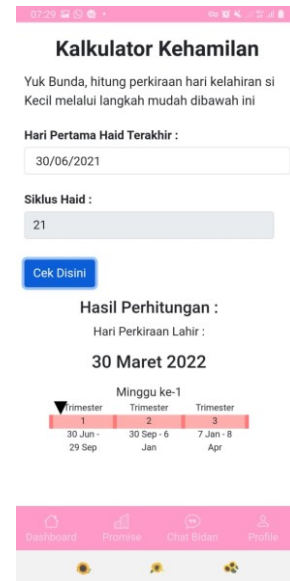 07:29
Kalkulator Kehamilan
Yuk Bunda, hitung perkiraan hari kelahiran si
Kecil melalui langkah mudah dibawah ini
Hari Pertama Haid Terakhir :
30/06/2021
Siklus Haid :
21
Cek Disini
Hasil Perhitungan :
Hari Perkiraan Lahir :
30 Maret 2022
Minggu ke-1
Trimester Trimester Trimester
1 2 3
30 Jun - 30 Sep - 6 7 Jan - 8
29 Sep Jan Apr
Dashboard Promise Chat Bidan Profile